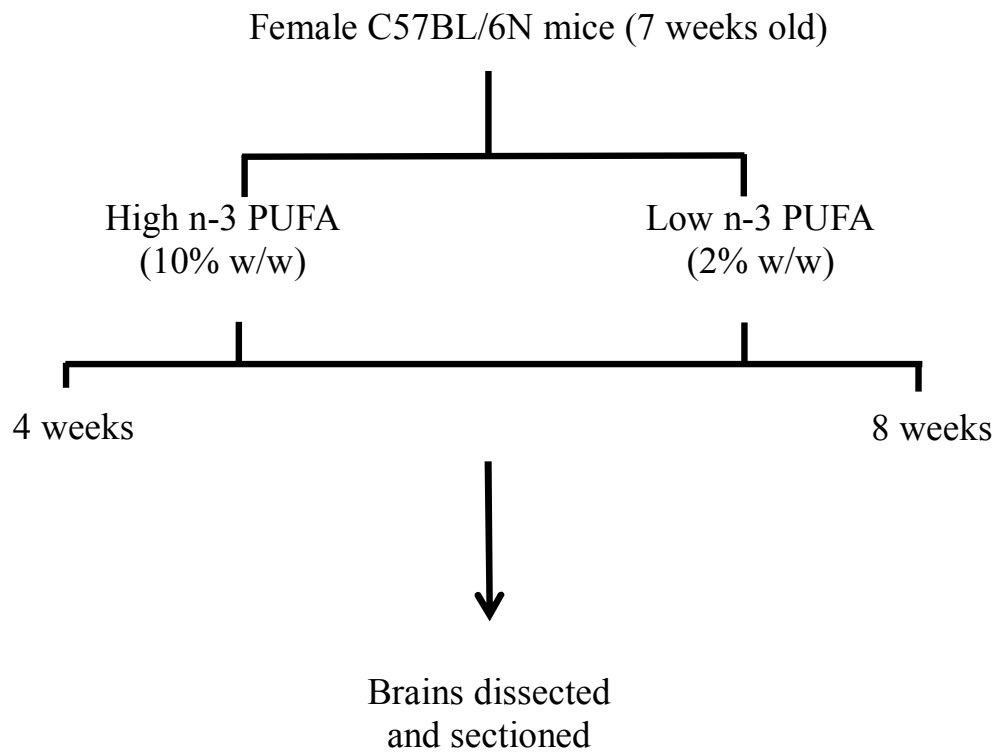 Female C57BL/6N mice (7 weeks old)
High n-3 PUFA
(10% w/w)
Low n-3 PUFA
(2% w/w)
4 weeks
8 weeks
Brains dissected
and sectioned